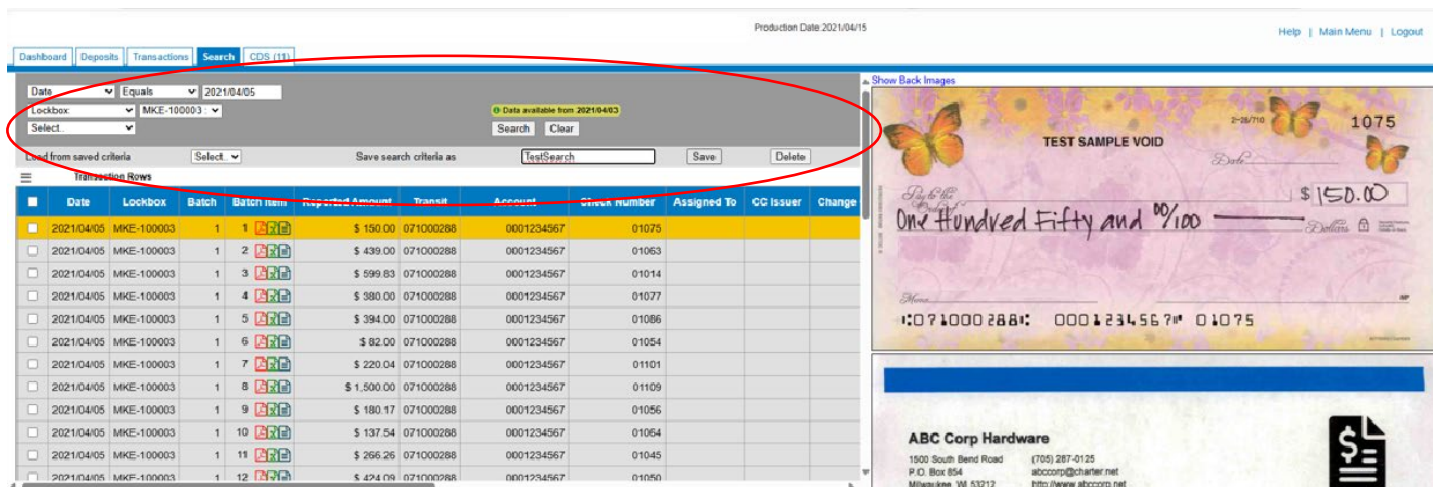 Production Date:2021/04/15
Help | Main Menu | Logout
Dashboard Deposits Transactions Search CDS (11)
Date Equals 2021/04/05
Lockbox: MKE-100003 : Data available from 2021/04/03
Select.. Search Clear
Load from saved criteria Select.. Save search criteria as TestSearch Save Delete
Transaction Rows
Date Lockbox Batch Batch Item Reported Amount Transit Account Check Number Assigned To CC Issuer Change
2021/04/05 MKE-100003 1 1 $ 150.00 071000288 0001234567 01075
2021/04/05 MKE-100003 1 2 $ 439.00 071000288 0001234567 01063
2021/04/05 MKE-100003 1 3 $ 599.83 071000288 0001234567 01014
2021/04/05 MKE-100003 1 4 $ 380.00 071000288 0001234567 01077
2021/04/05 MKE-100003 1 5 $ 394.00 071000288 0001234567 01086
2021/04/05 MKE-100003 1 6 $ 82.00 071000288 0001234567 01054
2021/04/05 MKE-100003 1 7 $ 220.04 071000288 0001234567 01101
2021/04/05 MKE-100003 1 8 $ 1,500.00 071000288 0001234567 01109
2021/04/05 MKE-100003 1 9 $ 180.17 071000288 0001234567 01056
2021/04/05 MKE-100003 1 10 $ 137.54 071000288 0001234567 01064
2021/04/05 MKE-100003 1 11 $ 266.26 071000288 0001234567 01045
2021/04/05 MKE-100003 1 12 $ 424.09 071000288 0001234567 01050
Show Back Images
2-28/710 1075
TEST SAMPLE VOID
Date
Pay to the
Order of $ 150.00
One Hundred Fifty and 00/100 Dollars
Memo
⑆071000288⑆ 0001234567⑈ 01075
ABC Corp Hardware
1500 South Bend Road (705) 287-0125
P.O. Box 854 abccorp@charter.net
Milwaukee, WI 53212 http://www.abccorp.net